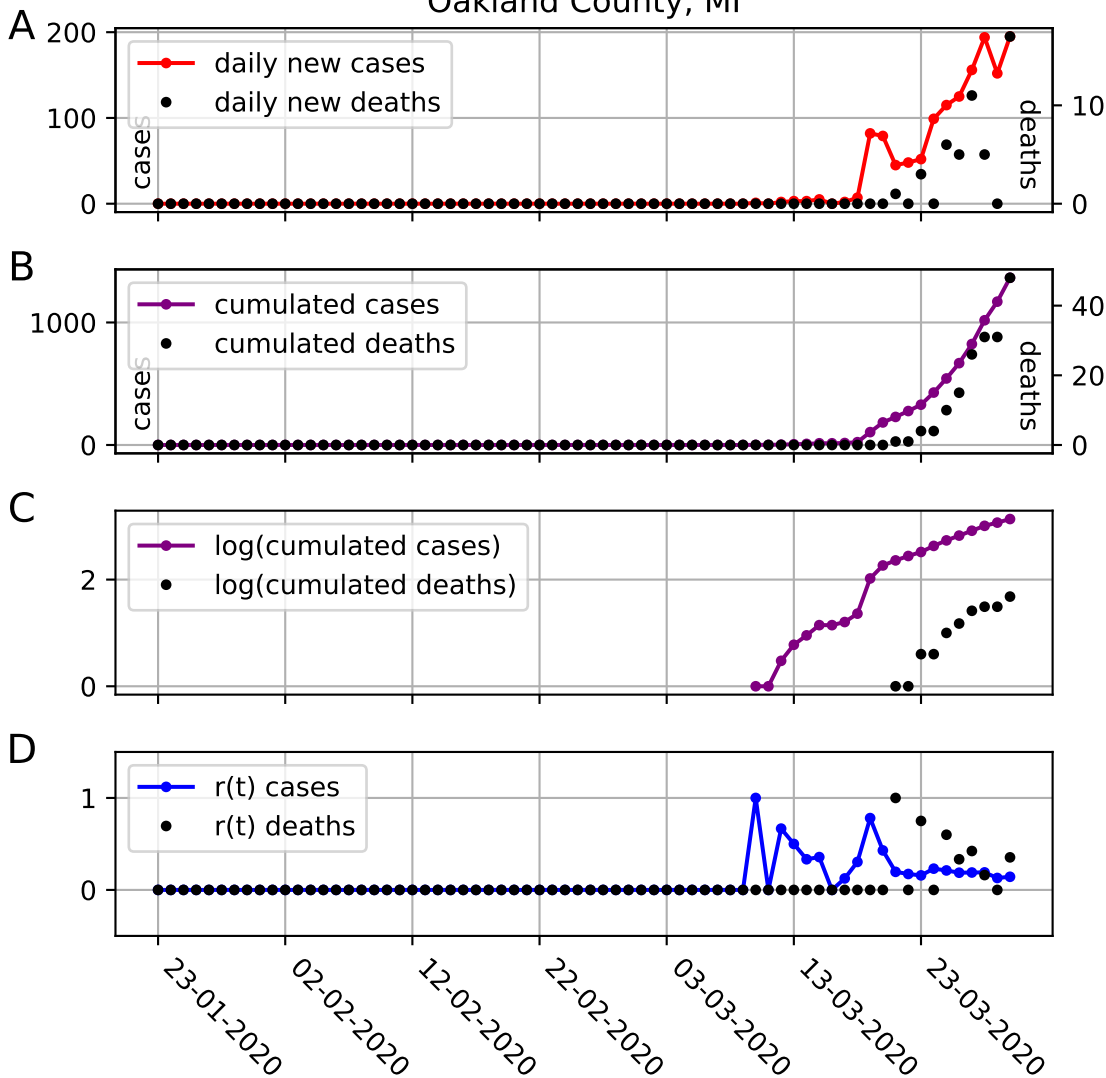 Oakland County, MI
A
200
100
0
cases
daily new cases
daily new deaths
deaths
10
0
B
1000
0
cases
cumulated cases
cumulated deaths
deaths
40
20
0
C
2
0
log(cumulated cases)
log(cumulated deaths)
D
1
0
r(t) cases
r(t) deaths
23-01-2020
02-02-2020
12-02-2020
22-02-2020
03-03-2020
13-03-2020
23-03-2020